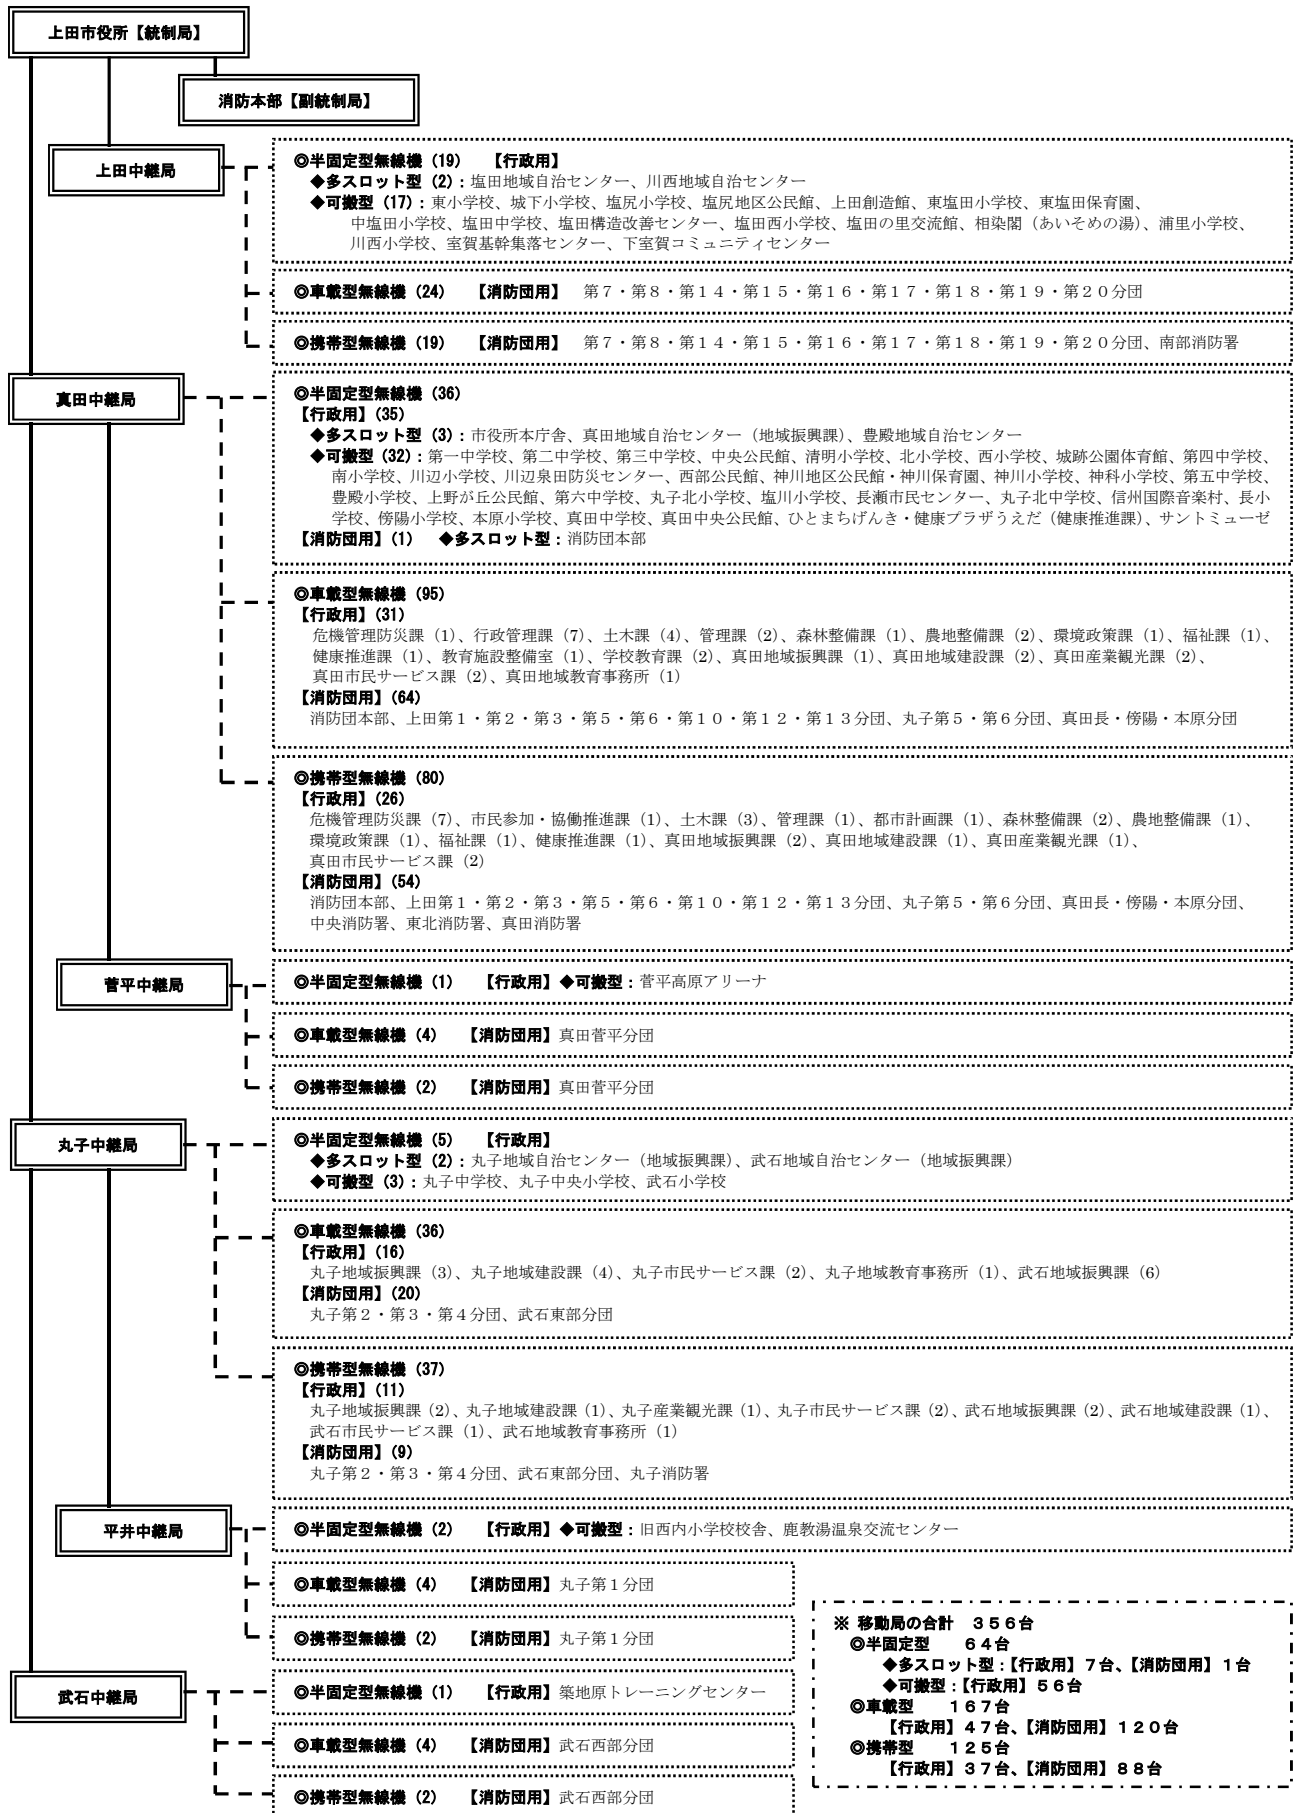 上田市役所【統制局】
消防本部【副統制局】
上田中継局
◎半固定型無線機（19）　【行政用】
◆多スロット型（2）：塩田地域自治センター、川西地域自治センター
◆可搬型（17）：東小学校、城下小学校、塩尻小学校、塩尻地区公民館、上田創造館、東塩田小学校、東塩田保育園、
中塩田小学校、塩田中学校、塩田構造改善センター、塩田西小学校、塩田の里交流館、相染閣（あいそめの湯）、浦里小学校、
川西小学校、室賀基幹集落センター、下室賀コミュニティセンター
◎車載型無線機（24）　【消防団用】　第７・第８・第１４・第１５・第１６・第１７・第１８・第１９・第２０分団
◎携帯型無線機（19）　【消防団用】　第７・第８・第１４・第１５・第１６・第１７・第１８・第１９・第２０分団、南部消防署
真田中継局
◎半固定型無線機（36）
【行政用】（35）
◆多スロット型（3）：市役所本庁舎、真田地域自治センター（地域振興課）、豊殿地域自治センター
◆可搬型（32）：第一中学校、第二中学校、第三中学校、中央公民館、清明小学校、北小学校、西小学校、城跡公園体育館、第四中学校、
南小学校、川辺小学校、川辺泉田防災センター、西部公民館、神川地区公民館・神川保育園、神川小学校、神科小学校、第五中学校、
豊殿小学校、上野が丘公民館、第六中学校、丸子北小学校、塩川小学校、長瀬市民センター、丸子北中学校、信州国際音楽村、長小
学校、傍陽小学校、本原小学校、真田中学校、真田中央公民館、ひとまちげんき・健康プラザうえだ（健康推進課）、サントミューゼ
【消防団用】（1）　◆多スロット型：消防団本部
◎車載型無線機（95）
【行政用】（31）
危機管理防災課（1）、行政管理課（7）、土木課（4）、管理課（2）、森林整備課（1）、農地整備課（2）、環境政策課（1）、福祉課（1）、
健康推進課（1）、教育施設整備室（1）、学校教育課（2）、真田地域振興課（1）、真田地域建設課（2）、真田産業観光課（2）、
真田市民サービス課（2）、真田地域教育事務所（1）
【消防団用】（64）
消防団本部、上田第１・第２・第３・第５・第６・第１０・第１２・第１３分団、丸子第５・第６分団、真田長・傍陽・本原分団
◎携帯型無線機（80）
【行政用】（26）
危機管理防災課（7）、市民参加・協働推進課（1）、土木課（3）、管理課（1）、都市計画課（1）、森林整備課（2）、農地整備課（1）、
環境政策課（1）、福祉課（1）、健康推進課（1）、真田地域振興課（2）、真田地域建設課（1）、真田産業観光課（1）、
真田市民サービス課（2）
【消防団用】（54）
消防団本部、上田第１・第２・第３・第５・第６・第１０・第１２・第１３分団、丸子第５・第６分団、真田長・傍陽・本原分団、
中央消防署、東北消防署、真田消防署
菅平中継局
◎半固定型無線機（1）　【行政用】◆可搬型：菅平高原アリーナ
◎車載型無線機（4）　【消防団用】真田菅平分団
◎携帯型無線機（2）　【消防団用】真田菅平分団
丸子中継局
◎半固定型無線機（5）　【行政用】
◆多スロット型（2）：丸子地域自治センター（地域振興課）、武石地域自治センター（地域振興課）
◆可搬型（3）：丸子中学校、丸子中央小学校、武石小学校
◎車載型無線機（36）
【行政用】（16）
丸子地域振興課（3）、丸子地域建設課（4）、丸子市民サービス課（2）、丸子地域教育事務所（1）、武石地域振興課（6）
【消防団用】（20）
丸子第２・第３・第４分団、武石東部分団
◎携帯型無線機（37）
【行政用】（11）
丸子地域振興課（2）、丸子地域建設課（1）、丸子産業観光課（1）、丸子市民サービス課（2）、武石地域振興課（2）、武石地域建設課（1）、
武石市民サービス課（1）、武石地域教育事務所（1）
【消防団用】（9）
丸子第２・第３・第４分団、武石東部分団、丸子消防署
平井中継局
◎半固定型無線機（2）　【行政用】◆可搬型：旧西内小学校校舎、鹿教湯温泉交流センター
◎車載型無線機（4）　【消防団用】丸子第１分団
◎携帯型無線機（2）　【消防団用】丸子第１分団
武石中継局
◎半固定型無線機（1）　【行政用】築地原トレーニングセンター
◎車載型無線機（4）　【消防団用】武石西部分団
◎携帯型無線機（2）　【消防団用】武石西部分団
※ 移動局の合計　３５６台
◎半固定型　　６４台
◆多スロット型：【行政用】７台、【消防団用】１台
◆可搬型：【行政用】５６台
◎車載型　　１６７台
【行政用】４７台、【消防団用】１２０台
◎携帯型　　１２５台
【行政用】３７台、【消防団用】８８台